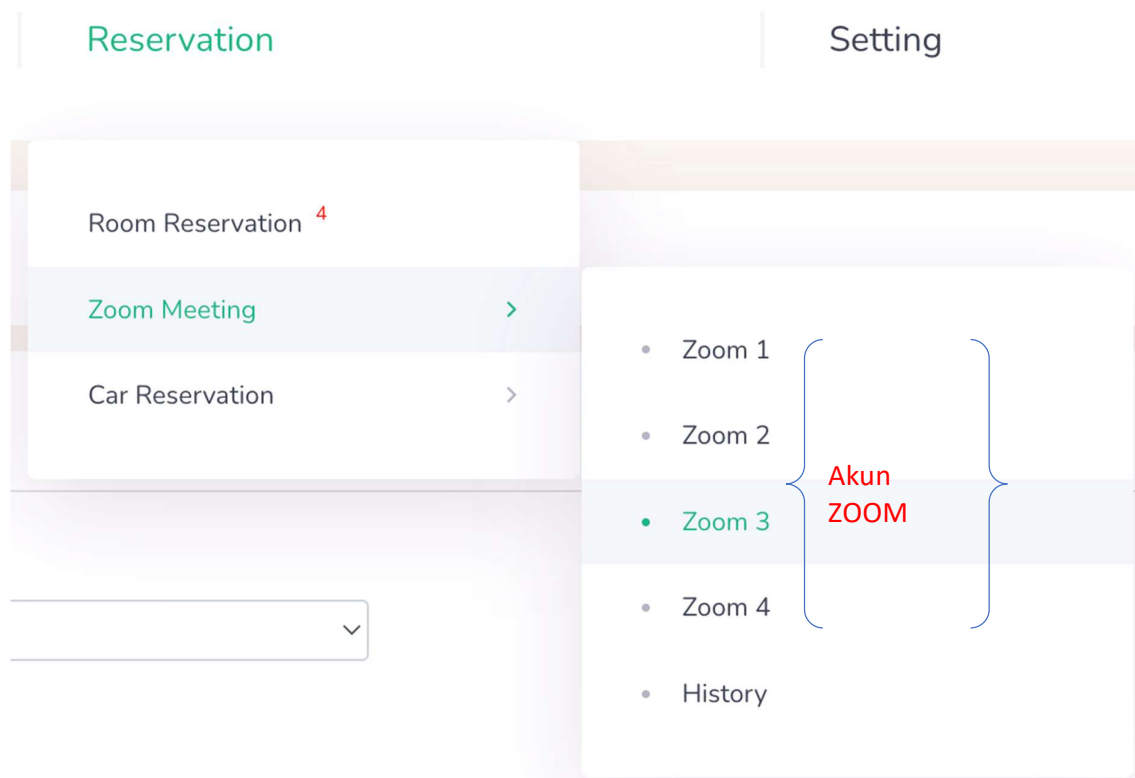 Reservation
Setting
Room Reservation 4
Zoom Meeting
Car Reservation
Zoom 1
Zoom 2
Zoom 3
Zoom 4
History
Akun
ZOOM